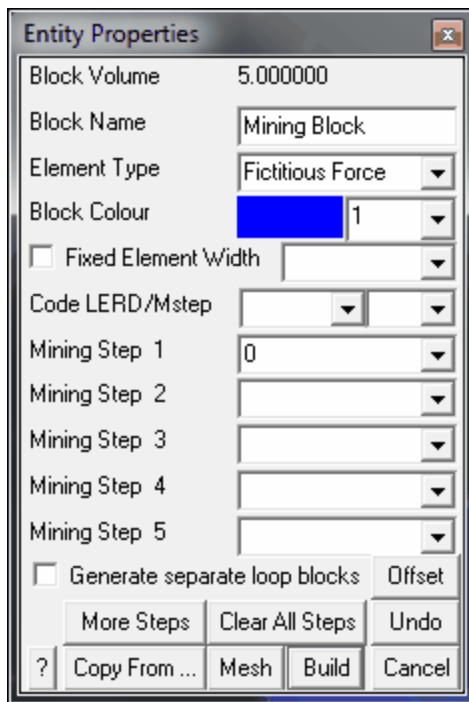 Entity Properties x
Block Volume 5.000000
Block Name Mining Block
Element Type Fictitious Force
Block Colour 1
Fixed Element Width
Code LERD/Mstep
Mining Step 1 0
Mining Step 2
Mining Step 3
Mining Step 4
Mining Step 5
Generate separate loop blocks Offset
More Steps Clear All Steps Undo
? Copy From ... Mesh Build Cancel